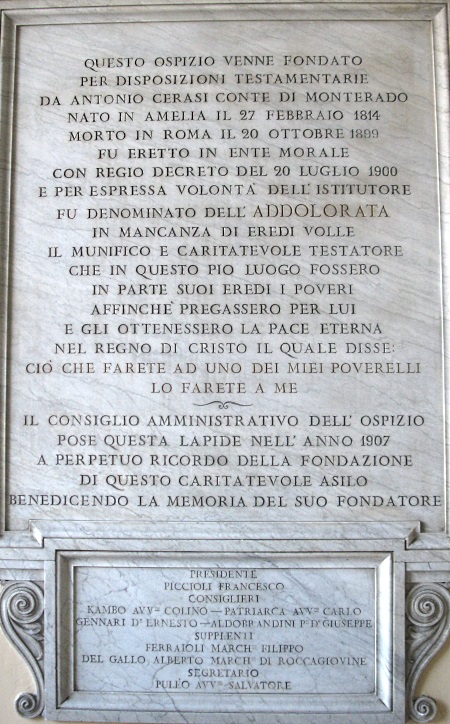 QUESTO OSPIZIO VENNE FONDATO
PER DISPOSIZIONI TESTAMENTARIE
DA ANTONIO CERASI CONTE DI MONTERADO
NATO IN AMELIA IL 27 FEBBRAIO 1814
MORTO IN ROMA IL 20 OTTOBRE 1899
FU ERETTO IN ENTE MORALE
CON REGIO DECRETO DEL 20 LUGLIO 1900
E PER ESPRESSA VOLONTA' DELL'ISTITUTORE
FU DENOMINATO DELL'ADDOLORATA
IN MANCANZA DI EREDI VOLLE
IL MUNIFICO E CARITATEVOLE TESTATORE
CHE IN QUESTO PIO LUOGO FOSSERO
IN PARTE SUOI EREDI I POVERI
AFFINCHE' PREGASSERO PER LUI
E GLI OTTENESSERO LA PACE ETERNA
NEL REGNO DI CRISTO IL QUALE DISSE:
CIO' CHE FARETE AD UNO DEI MIEI POVERELLI
LO FARETE A ME
IL CONSIGLIO AMMINISTRATIVO DELL'OSPIZIO
POSE QUESTA LAPIDE NELL'ANNO 1907
A PERPETUO RICORDO DELLA FONDAZIONE
DI QUESTO CARITATEVOLE ASILO
BENEDICENDO LA MEMORIA DEL SUO FONDATORE
PRESIDENTE
PICCIOLI FRANCESCO
CONSIGLIERI
KAMBO AVV. COLINO — PATRIARCA AVV. CARLO
GENNARI Dr ERNESTO — ALDOBRANDINI P. D. GIUSEPPE
SUPPLENTI
FERRAIOLI MARCH. FILIPPO
DEL GALLO ALBERTO MARCH. DI ROCCAGIOVINE
SEGRETARIO
PULEO AVV. SALVATORE